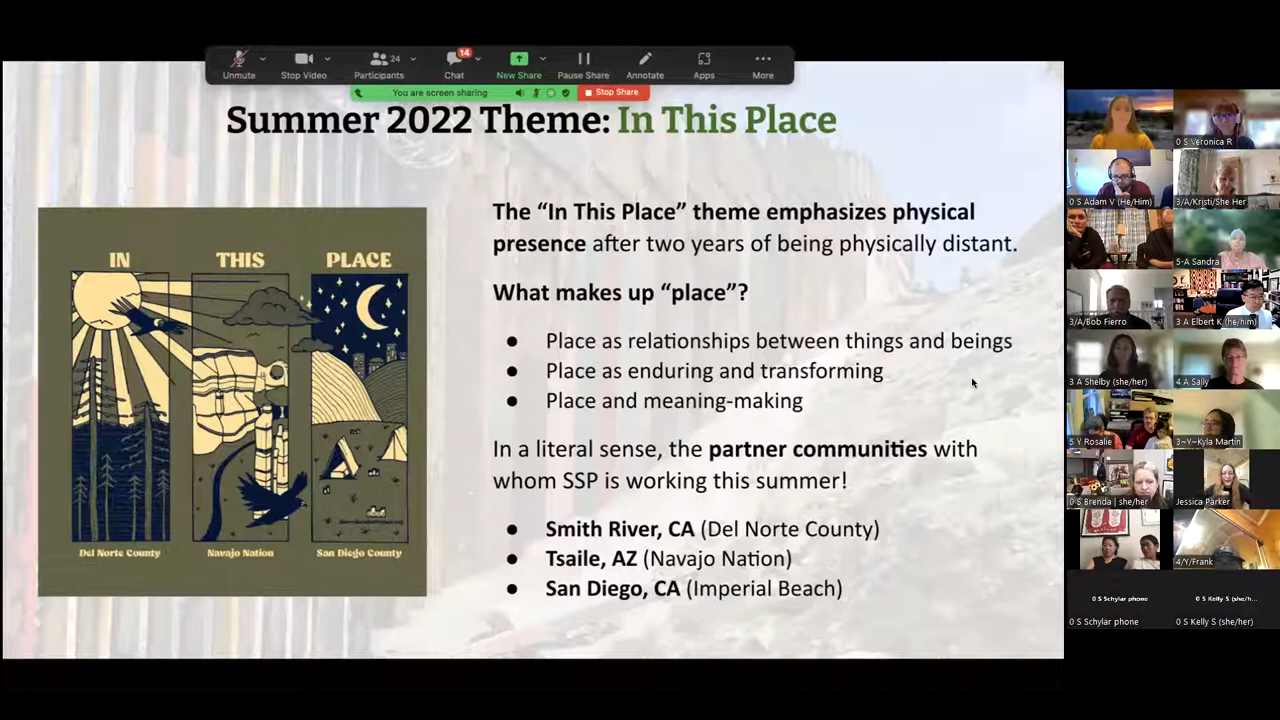 Unmute
Stop Video
Participants
24
Chat
14
New Share
Pause Share
Annotate
Apps
More
You are screen sharing
Stop Share
Summer 2022 Theme: In This Place
IN THIS PLACE
Del Norte County
Navajo Nation
San Diego County
The “In This Place” theme emphasizes physical
presence after two years of being physically distant.
What makes up “place”?
● Place as relationships between things and beings
● Place as enduring and transforming
● Place and meaning-making
In a literal sense, the partner communities with
whom SSP is working this summer!
● Smith River, CA (Del Norte County)
● Tsaile, AZ (Navajo Nation)
● San Diego, CA (Imperial Beach)
0 S Veronica R
0 S Adam V (He/Him)
3/A/Kristi/She Her
5-A Sandra
3/A/Bob Fierro
3 A Elbert K (he/him)
3 A Shelby (she/her)
4 A Sally
5 Y Rosalie
3~Y~Kyla Martin
0 S Brenda | she/her
Jessica Parker
4/Y/Frank
0 S Schylar phone
0 S Kelly S (she/h...
0 S Schylar phone
0 S Kelly S (she/her)